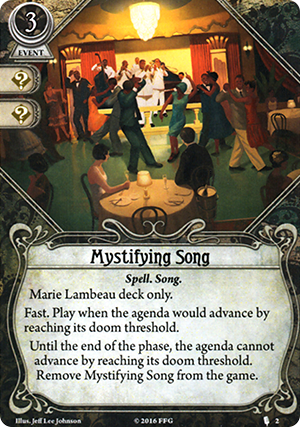 3
EVENT
?
?
Mystifying Song
Spell. Song.
Marie Lambeau deck only.
Fast. Play when the agenda would advance by
reaching its doom threshold.
Until the end of the phase, the agenda cannot
advance by reaching its doom threshold.
Remove Mystifying Song from the game.
Illus. Jeff Lee Johnson
© 2016 FFG
2